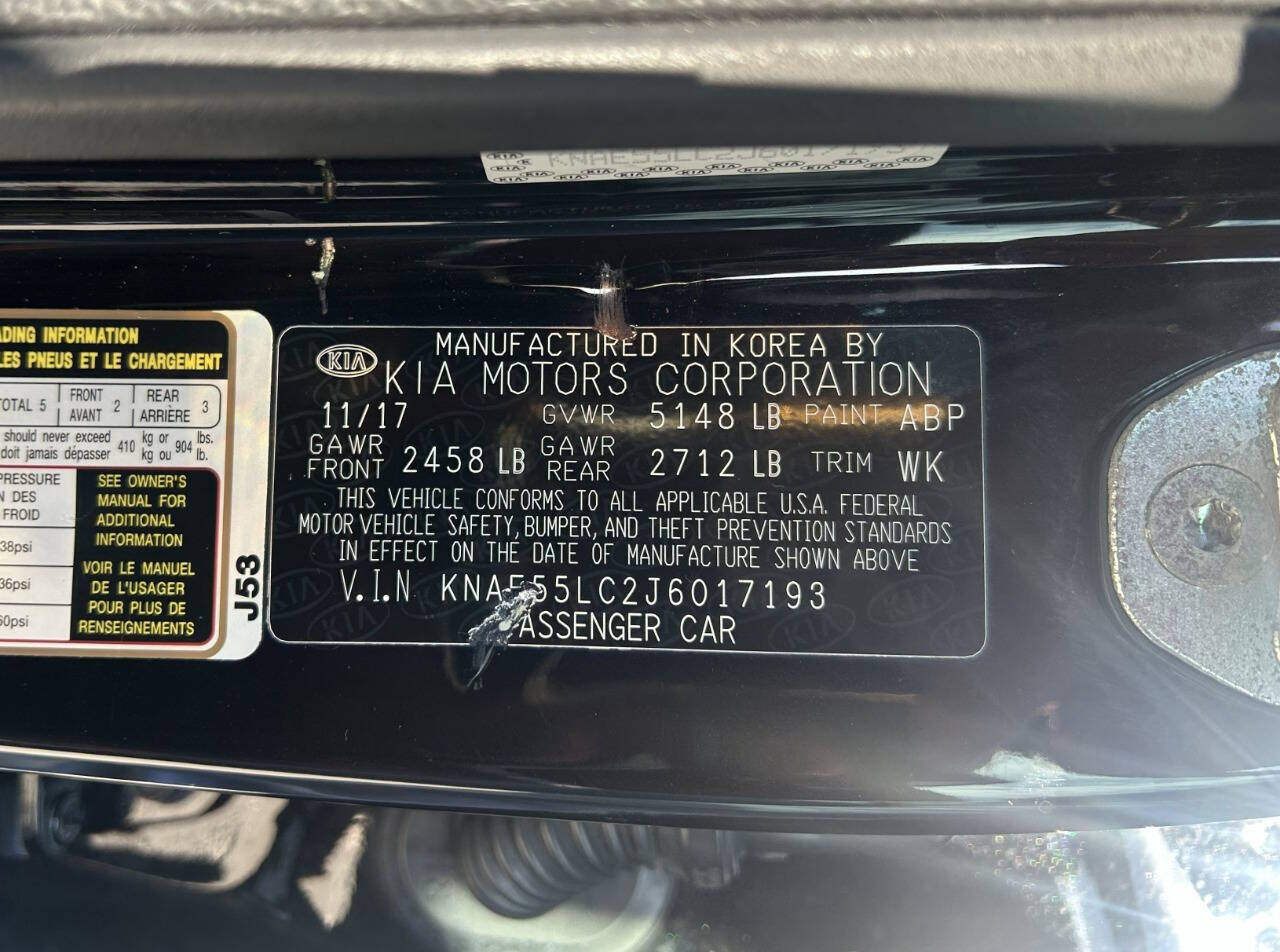 KNAE55LC2J6017193
ADING INFORMATION
LES PNEUS ET LE CHARGEMENT
TOTAL 5 FRONT AVANT 2 REAR ARRIÈRE 3
should never exceed 410 kg or 904 lbs.
doit jamais dépasser kg ou lb.
PRESSURE
N DES
FROID
38psi
36psi
60psi
SEE OWNER'S
MANUAL FOR
ADDITIONAL
INFORMATION
VOIR LE MANUEL
DE L'USAGER
POUR PLUS DE
RENSEIGNEMENTS
J53
MANUFACTURED IN KOREA BY
KIA KIA MOTORS CORPORATION
11/17 GVWR 5148 LB PAINT ABP
GAWR FRONT 2458 LB GAWR REAR 2712 LB TRIM WK
THIS VEHICLE CONFORMS TO ALL APPLICABLE U.S.A. FEDERAL
MOTOR VEHICLE SAFETY, BUMPER, AND THEFT PREVENTION STANDARDS
IN EFFECT ON THE DATE OF MANUFACTURE SHOWN ABOVE
V.I.N KNAE55LC2J6017193
PASSENGER CAR